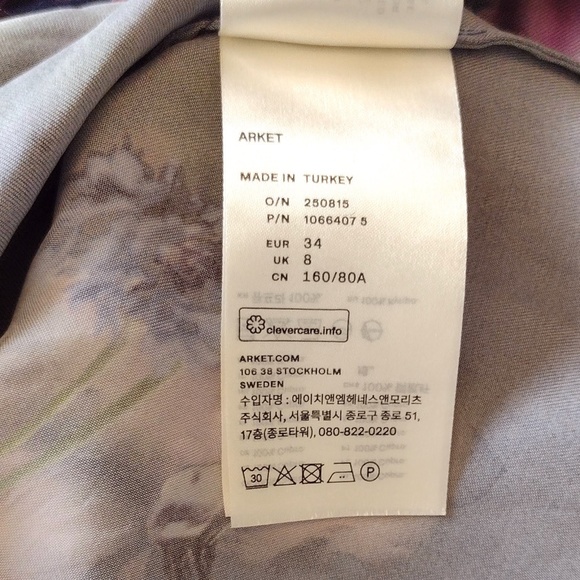 ARKET
MADE IN TURKEY
O/N 250815
P/N 1066407 5
EUR 34
UK 8
CN 160/80A
clevercare.info
ARKET.COM
106 38 STOCKHOLM
SWEDEN
수입자명 : 에이치앤엠헤네스앤모리츠
주식회사, 서울특별시 종로구 종로 51,
17층(종로타워), 080-822-0220
30 P